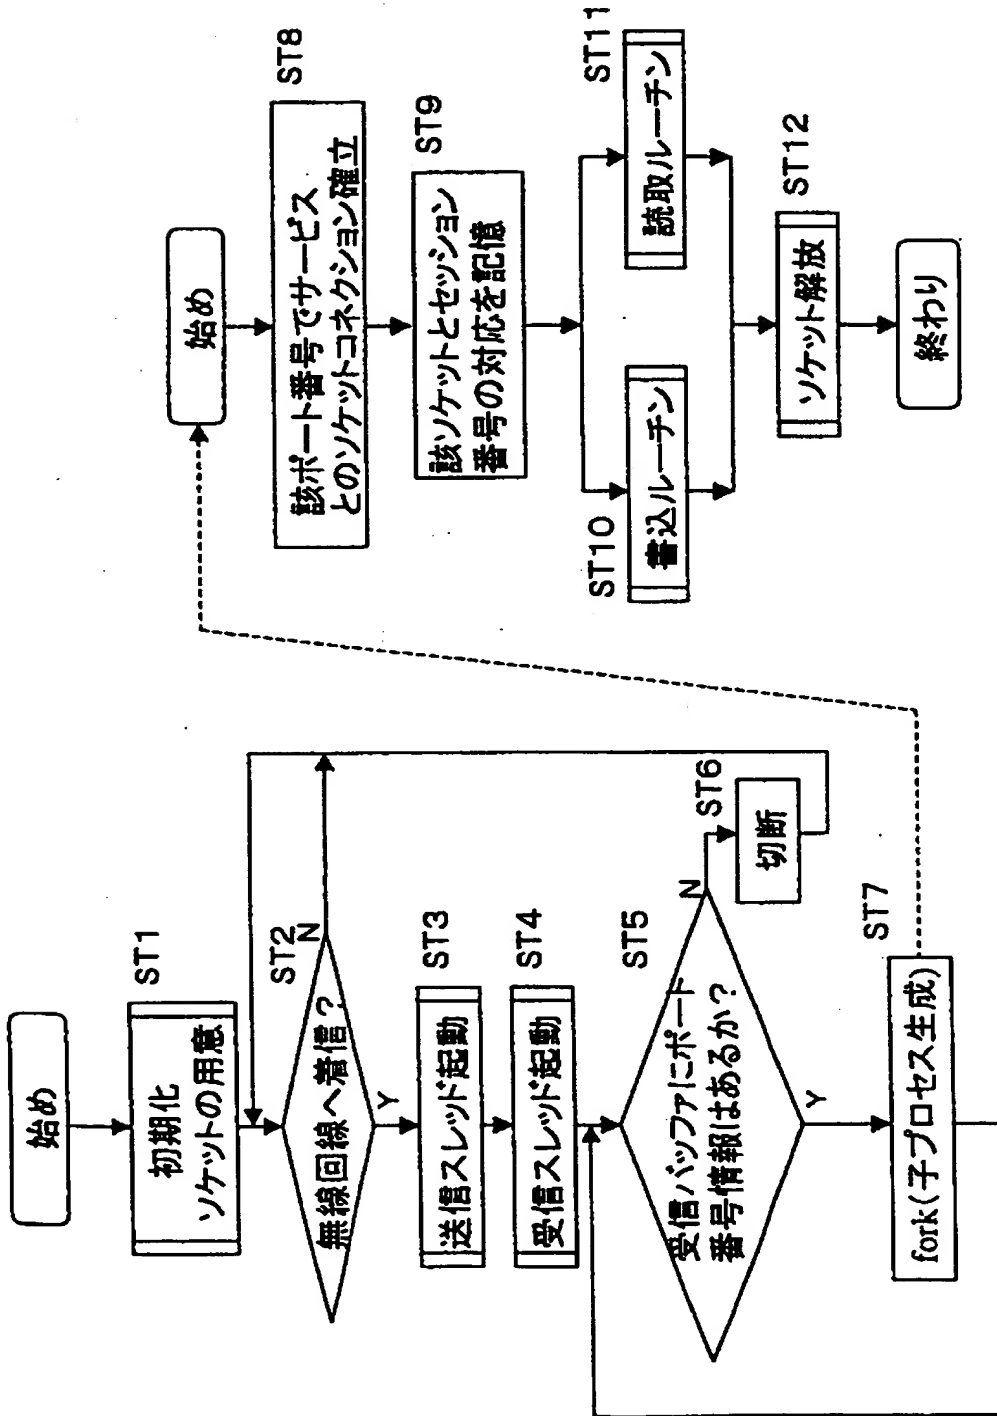 始め
ST1
初期化
ソケットの用意
ST2
無線回線へ着信?
N
Y
ST3
送信スレッド起動
ST4
受信スレッド起動
ST5
受信バッファにポート
番号情報はあるか?
N
ST6
切断
Y
ST7
fork(子プロセス生成)
始め
ST8
該ポート番号でサービス
とのソケットコネクション確立
ST9
該ソケットとセッション
番号の対応を記憶
ST10
書込ルーチン
ST11
読取ルーチン
ST12
ソケット解放
終わり